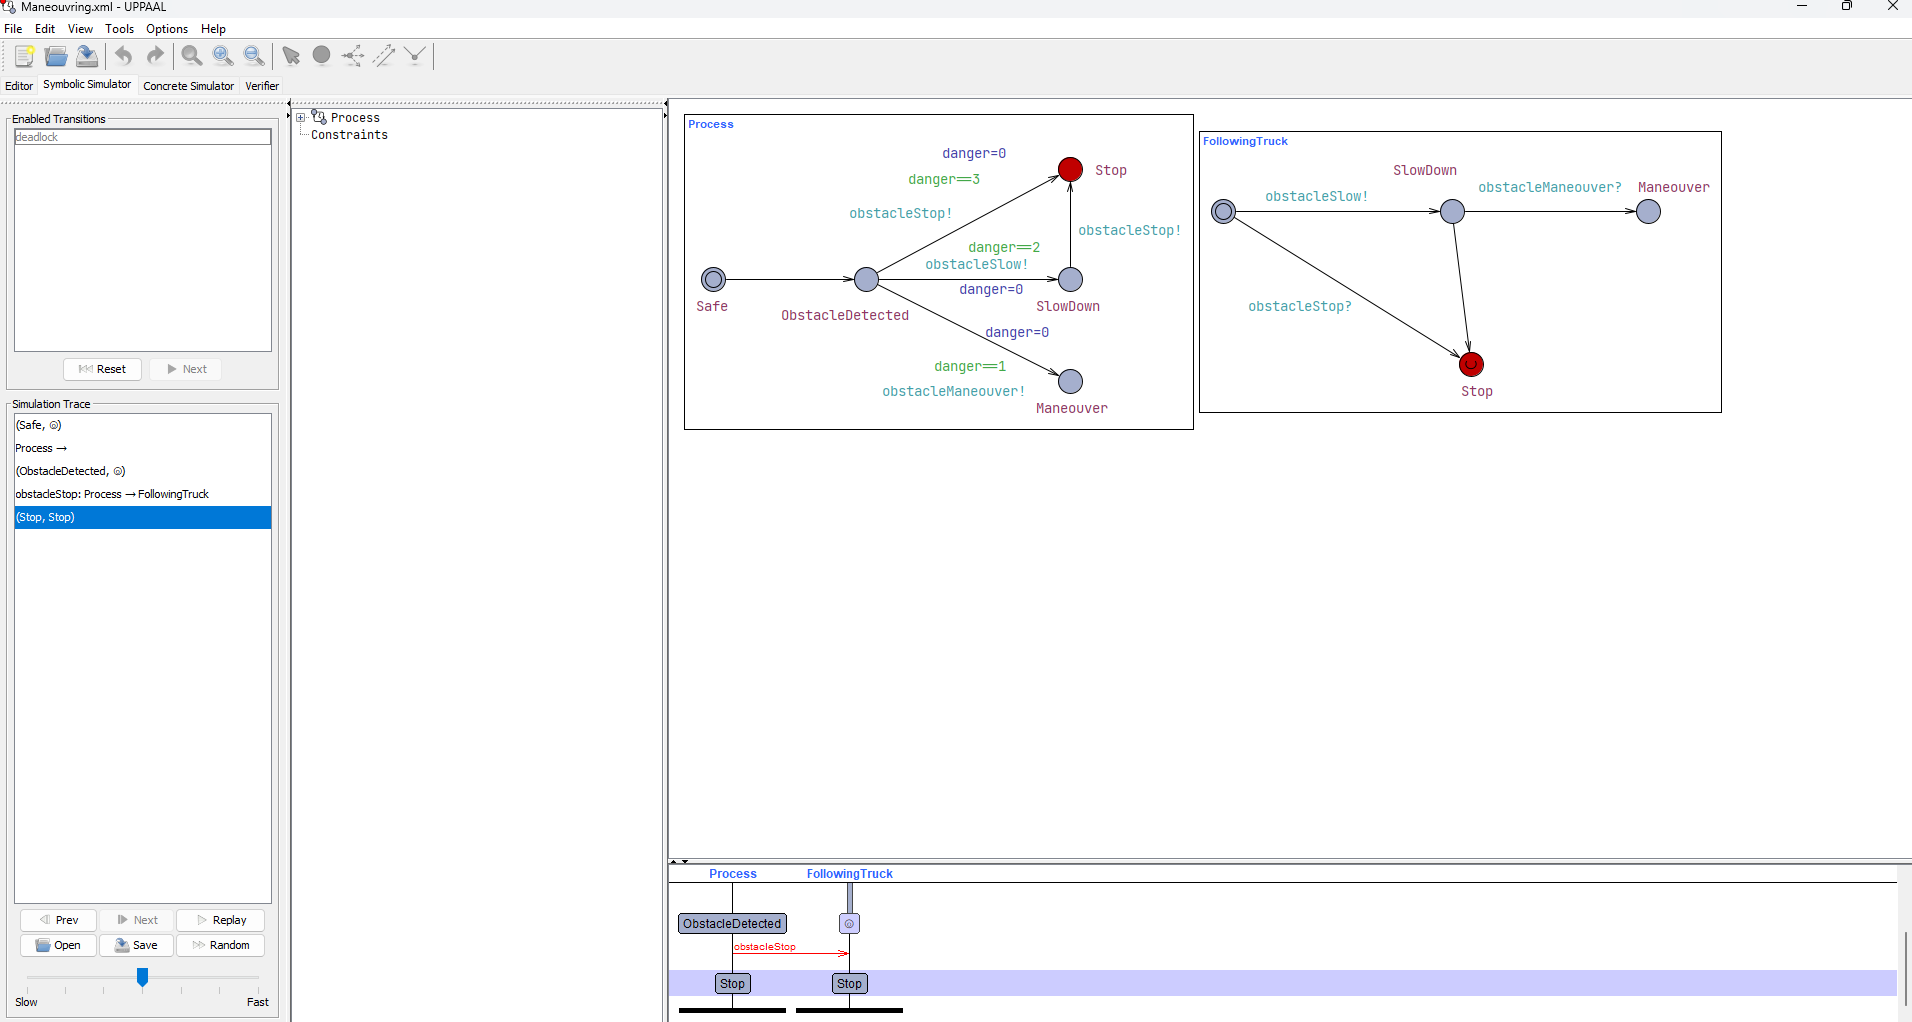 Maneouvring.xml - UPPAAL
File Edit View Tools Options Help
Editor Symbolic Simulator Concrete Simulator Verifier
Enabled Transitions
deadlock
Reset Next
Simulation Trace
(Safe, ◎)
Process →
(ObstacleDetected, ◎)
obstacleStop: Process → FollowingTruck
(Stop, Stop)
Prev Next Replay
Open Save Random
Slow Fast
Process
Constraints
Process
danger=0
danger==3
Stop
obstacleStop!
obstacleStop!
danger==2
obstacleSlow!
danger=0
Safe
ObstacleDetected
SlowDown
danger=0
danger==1
obstacleManeouver!
Maneouver
FollowingTruck
SlowDown
obstacleSlow!
obstacleManeouver?
Maneouver
obstacleStop?
Stop
Process FollowingTruck
ObstacleDetected ◎
obstacleStop
Stop Stop